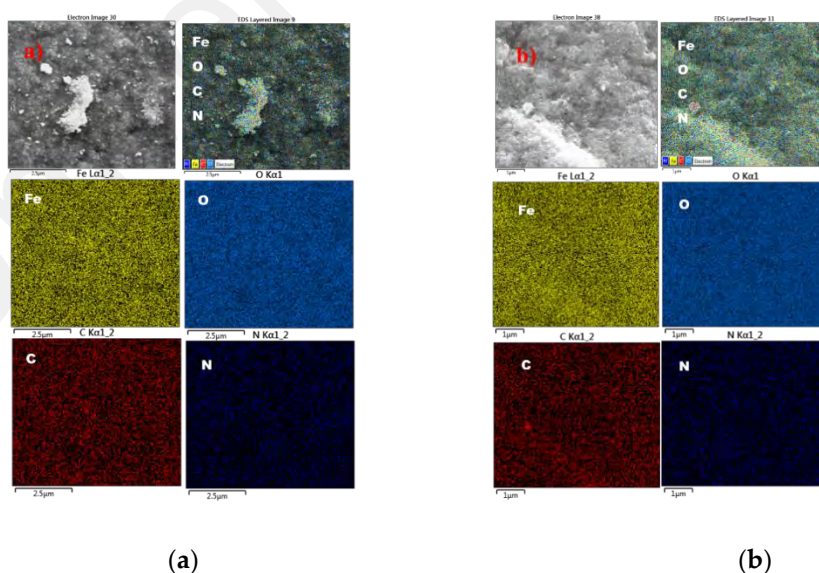 Electron Image 30
EDS Layered Image 9
a)
Fe
O
C
N
Electron
2.5µm
2.5µm
Fe Lα1_2
O Kα1
Fe
O
2.5µm
2.5µm
C Kα1_2
N Kα1_2
C
N
2.5µm
2.5µm
(a)
Electron Image 38
EDS Layered Image 11
b)
Fe
O
C
N
Electron
1µm
1µm
Fe Lα1_2
O Kα1
Fe
O
1µm
1µm
C Kα1_2
N Kα1_2
C
N
1µm
1µm
(b)